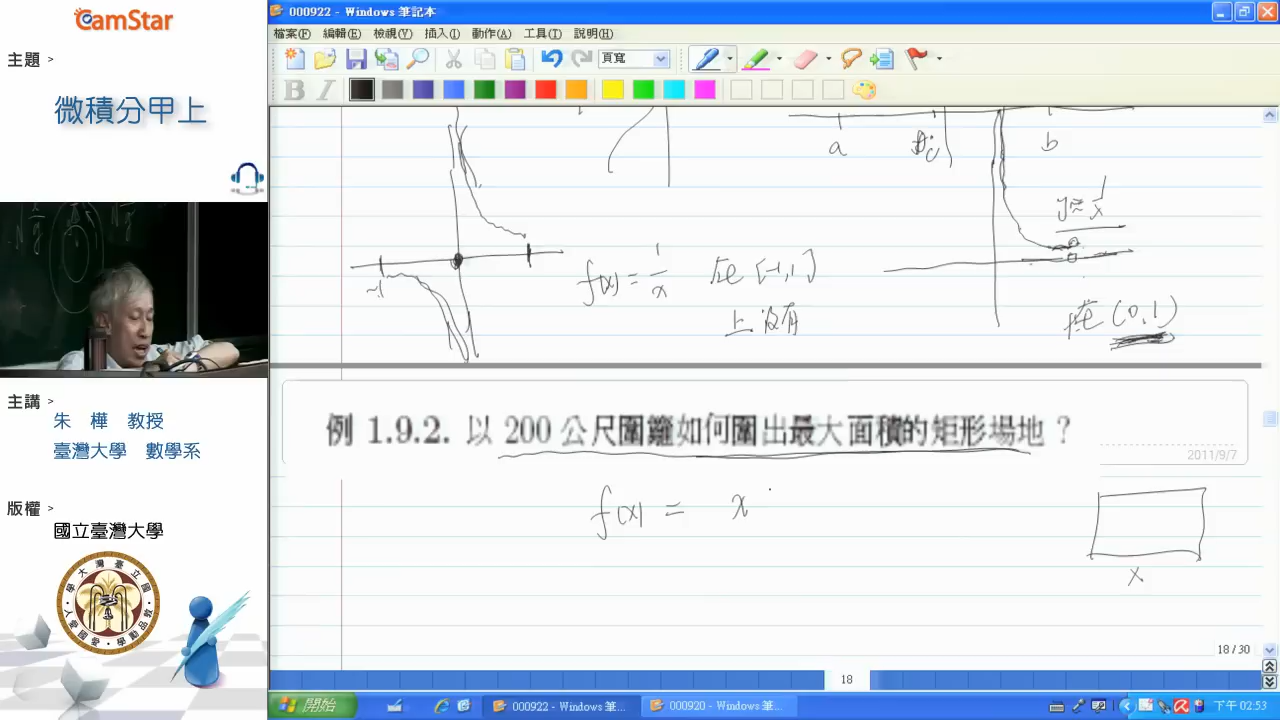 CamStar
主題 >
微積分甲上
主講 >
朱 樺 教授
臺灣大學 數學系
版權 >
國立臺灣大學
000922 - Windows 筆記本
檔案(F) 編輯(E) 檢視(V) 插入(I) 動作(A) 工具(T) 說明(H)
頁寬
B I
a
c
b
y≈1/x
-1
f(x) = 1/x 在 [-1,1]
上沒有
在 (0,1)
例 1.9.2. 以 200 公尺圍籬如何圍出最大面積的矩形場地？
2011/9/7
f(x) = x
x
18 / 30
18
開始
000922 - Windows 筆...
000920 - Windows 筆...
下午 02:53